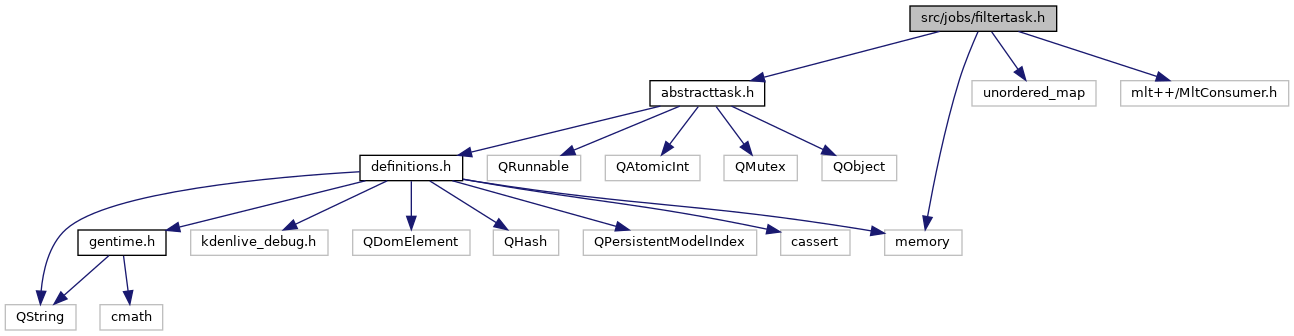 src/jobs/filtertask.h
abstracttask.h
unordered_map
mlt++/MltConsumer.h
definitions.h
QRunnable
QAtomicInt
QMutex
QObject
gentime.h
kdenlive_debug.h
QDomElement
QHash
QPersistentModelIndex
cassert
memory
QString
cmath